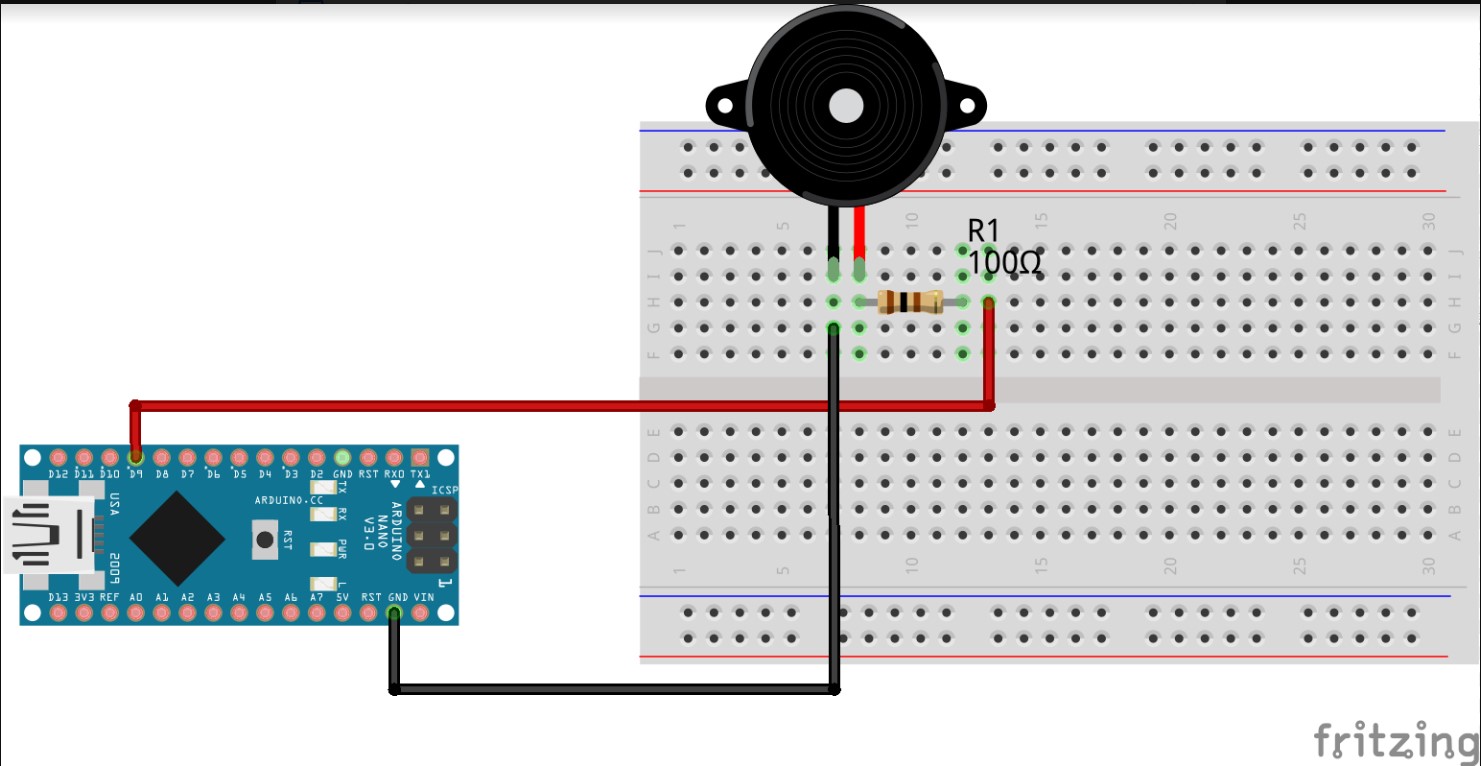 1 5 10 15 20 25 30
R1
100Ω
J J
I I
H H
G G
F F
E E
D D
C C
B B
A A
1 5 10 15 20 25 30
D12 D11 D10 D9 D8 D7 D6 D5 D4 D3 D2 GND RST RX0 TX1
USA
2009
ARDUINO.CC
RST
TX
RX
PWR
L
ARDUINO
NANO
V3.0
ICSP
1
D13 3V3 REF A0 A1 A2 A3 A4 A5 A6 A7 5V RST GND VIN
fritzing